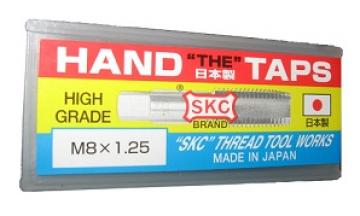 HAND "THE" TAPS
日本製
HIGH GRADE
® SKC BRAND
日本製
M8×1.25
"SKC" THREAD TOOL WORKS
MADE IN JAPAN